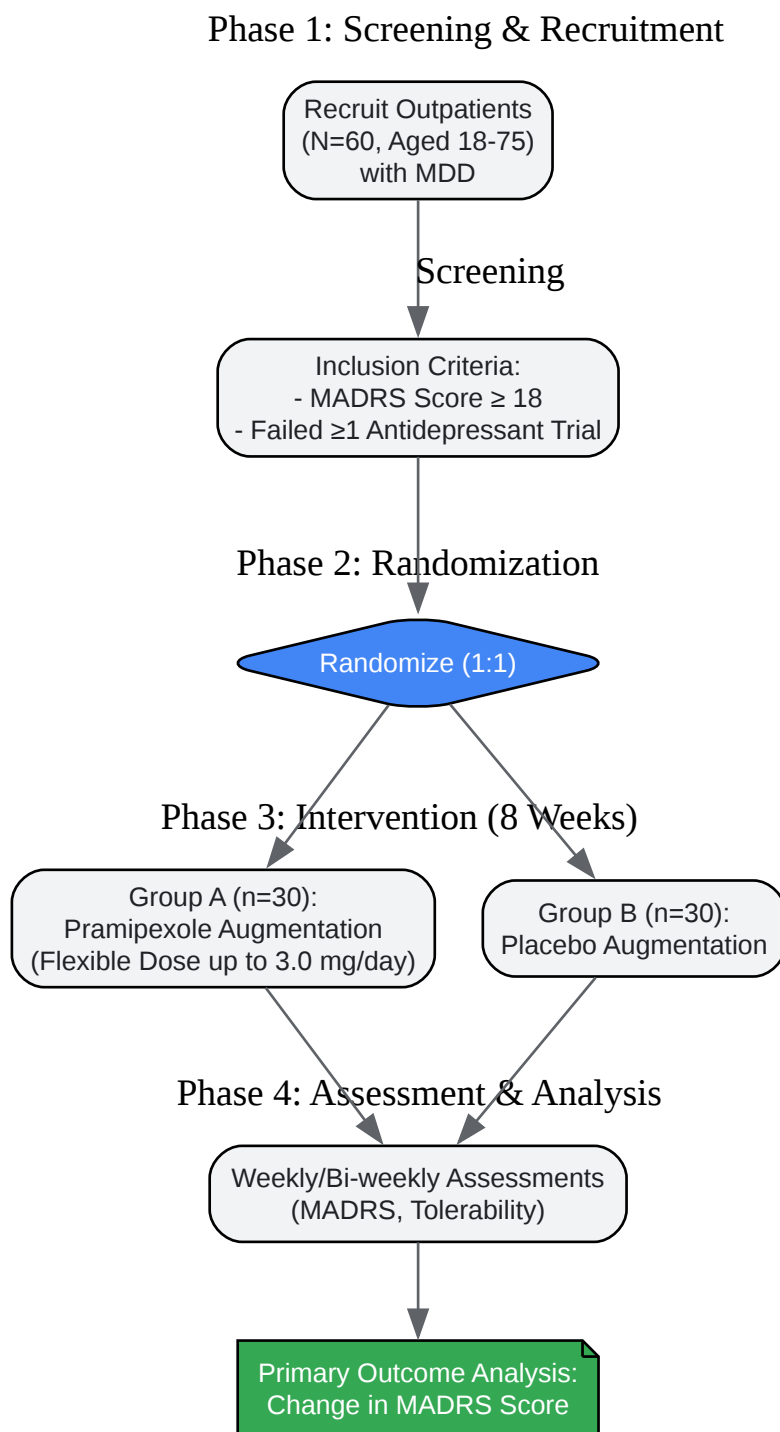 Phase 1: Screening & Recruitment
Recruit Outpatients
(N=60, Aged 18-75)
with MDD
Screening
Inclusion Criteria:
- MADRS Score ≥ 18
- Failed ≥1 Antidepressant Trial
Phase 2: Randomization
Randomize (1:1)
Phase 3: Intervention (8 Weeks)
Group A (n=30):
Pramipexole Augmentation
(Flexible Dose up to 3.0 mg/day)
Group B (n=30):
Placebo Augmentation
Phase 4: Assessment & Analysis
Weekly/Bi-weekly Assessments
(MADRS, Tolerability)
Primary Outcome Analysis:
Change in MADRS Score